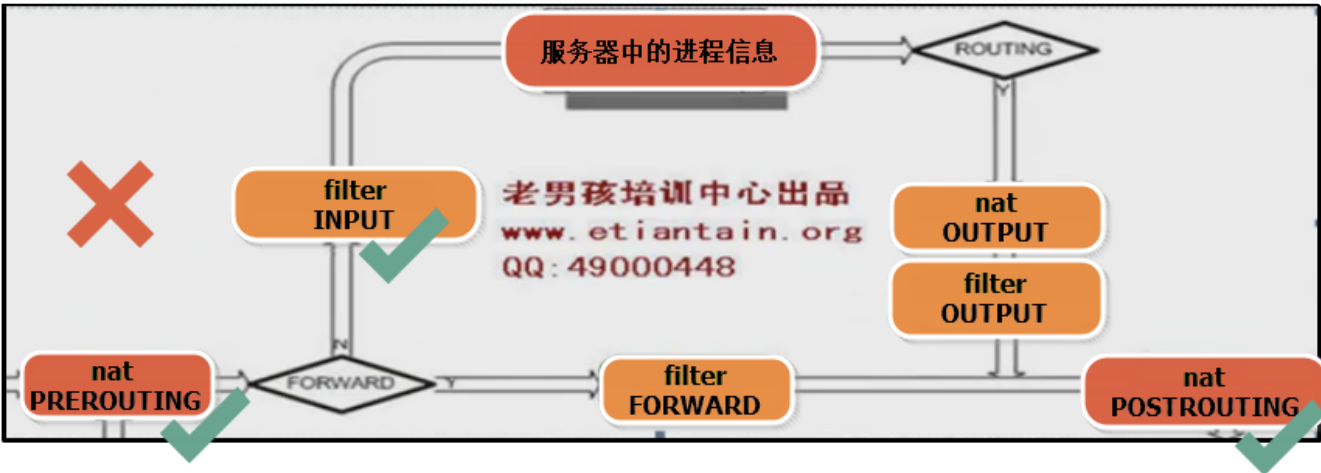 服务器中的进程信息
ROUTING
Y
filter
INPUT
老男孩培训中心出品
www.etiantain.org
QQ:49000448
nat
OUTPUT
filter
OUTPUT
N
nat
PREROUTING
FORWARD
Y
filter
FORWARD
nat
POSTROUTING